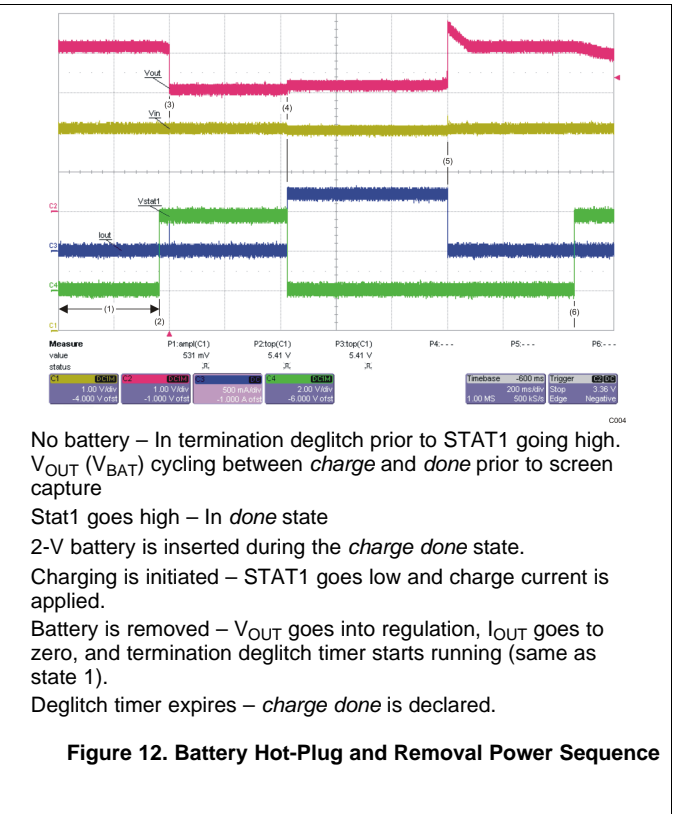 Vout
(3)
(4)
Vin
(5)
C2
Vstat1
Iout
C3
C4
(1)
(2)
(6)
C1
Measure P1:ampl(C1) P2:top(C1) P3:top(C1) P4:- - - P5:- - - P6:- - -
value 531 mV 5.41 V 5.41 V
status
C1 DC1M C2 DC1M C3 DC C4 DC1M Timebase -600 ms Trigger C2 DC
1.00 V/div 1.00 V/div 500 mA/div 2.00 V/div 200 ms/div Stop 3.36 V
-4.000 V ofst -1.000 V ofst -1.000 A ofst -6.000 V ofst 1.00 MS 500 kS/s Edge Negative
C004
No battery – In termination deglitch prior to STAT1 going high.
VOUT (VBAT) cycling between charge and done prior to screen
capture
Stat1 goes high – In done state
2-V battery is inserted during the charge done state.
Charging is initiated – STAT1 goes low and charge current is
applied.
Battery is removed – VOUT goes into regulation, IOUT goes to
zero, and termination deglitch timer starts running (same as
state 1).
Deglitch timer expires – charge done is declared.
Figure 12. Battery Hot-Plug and Removal Power Sequence